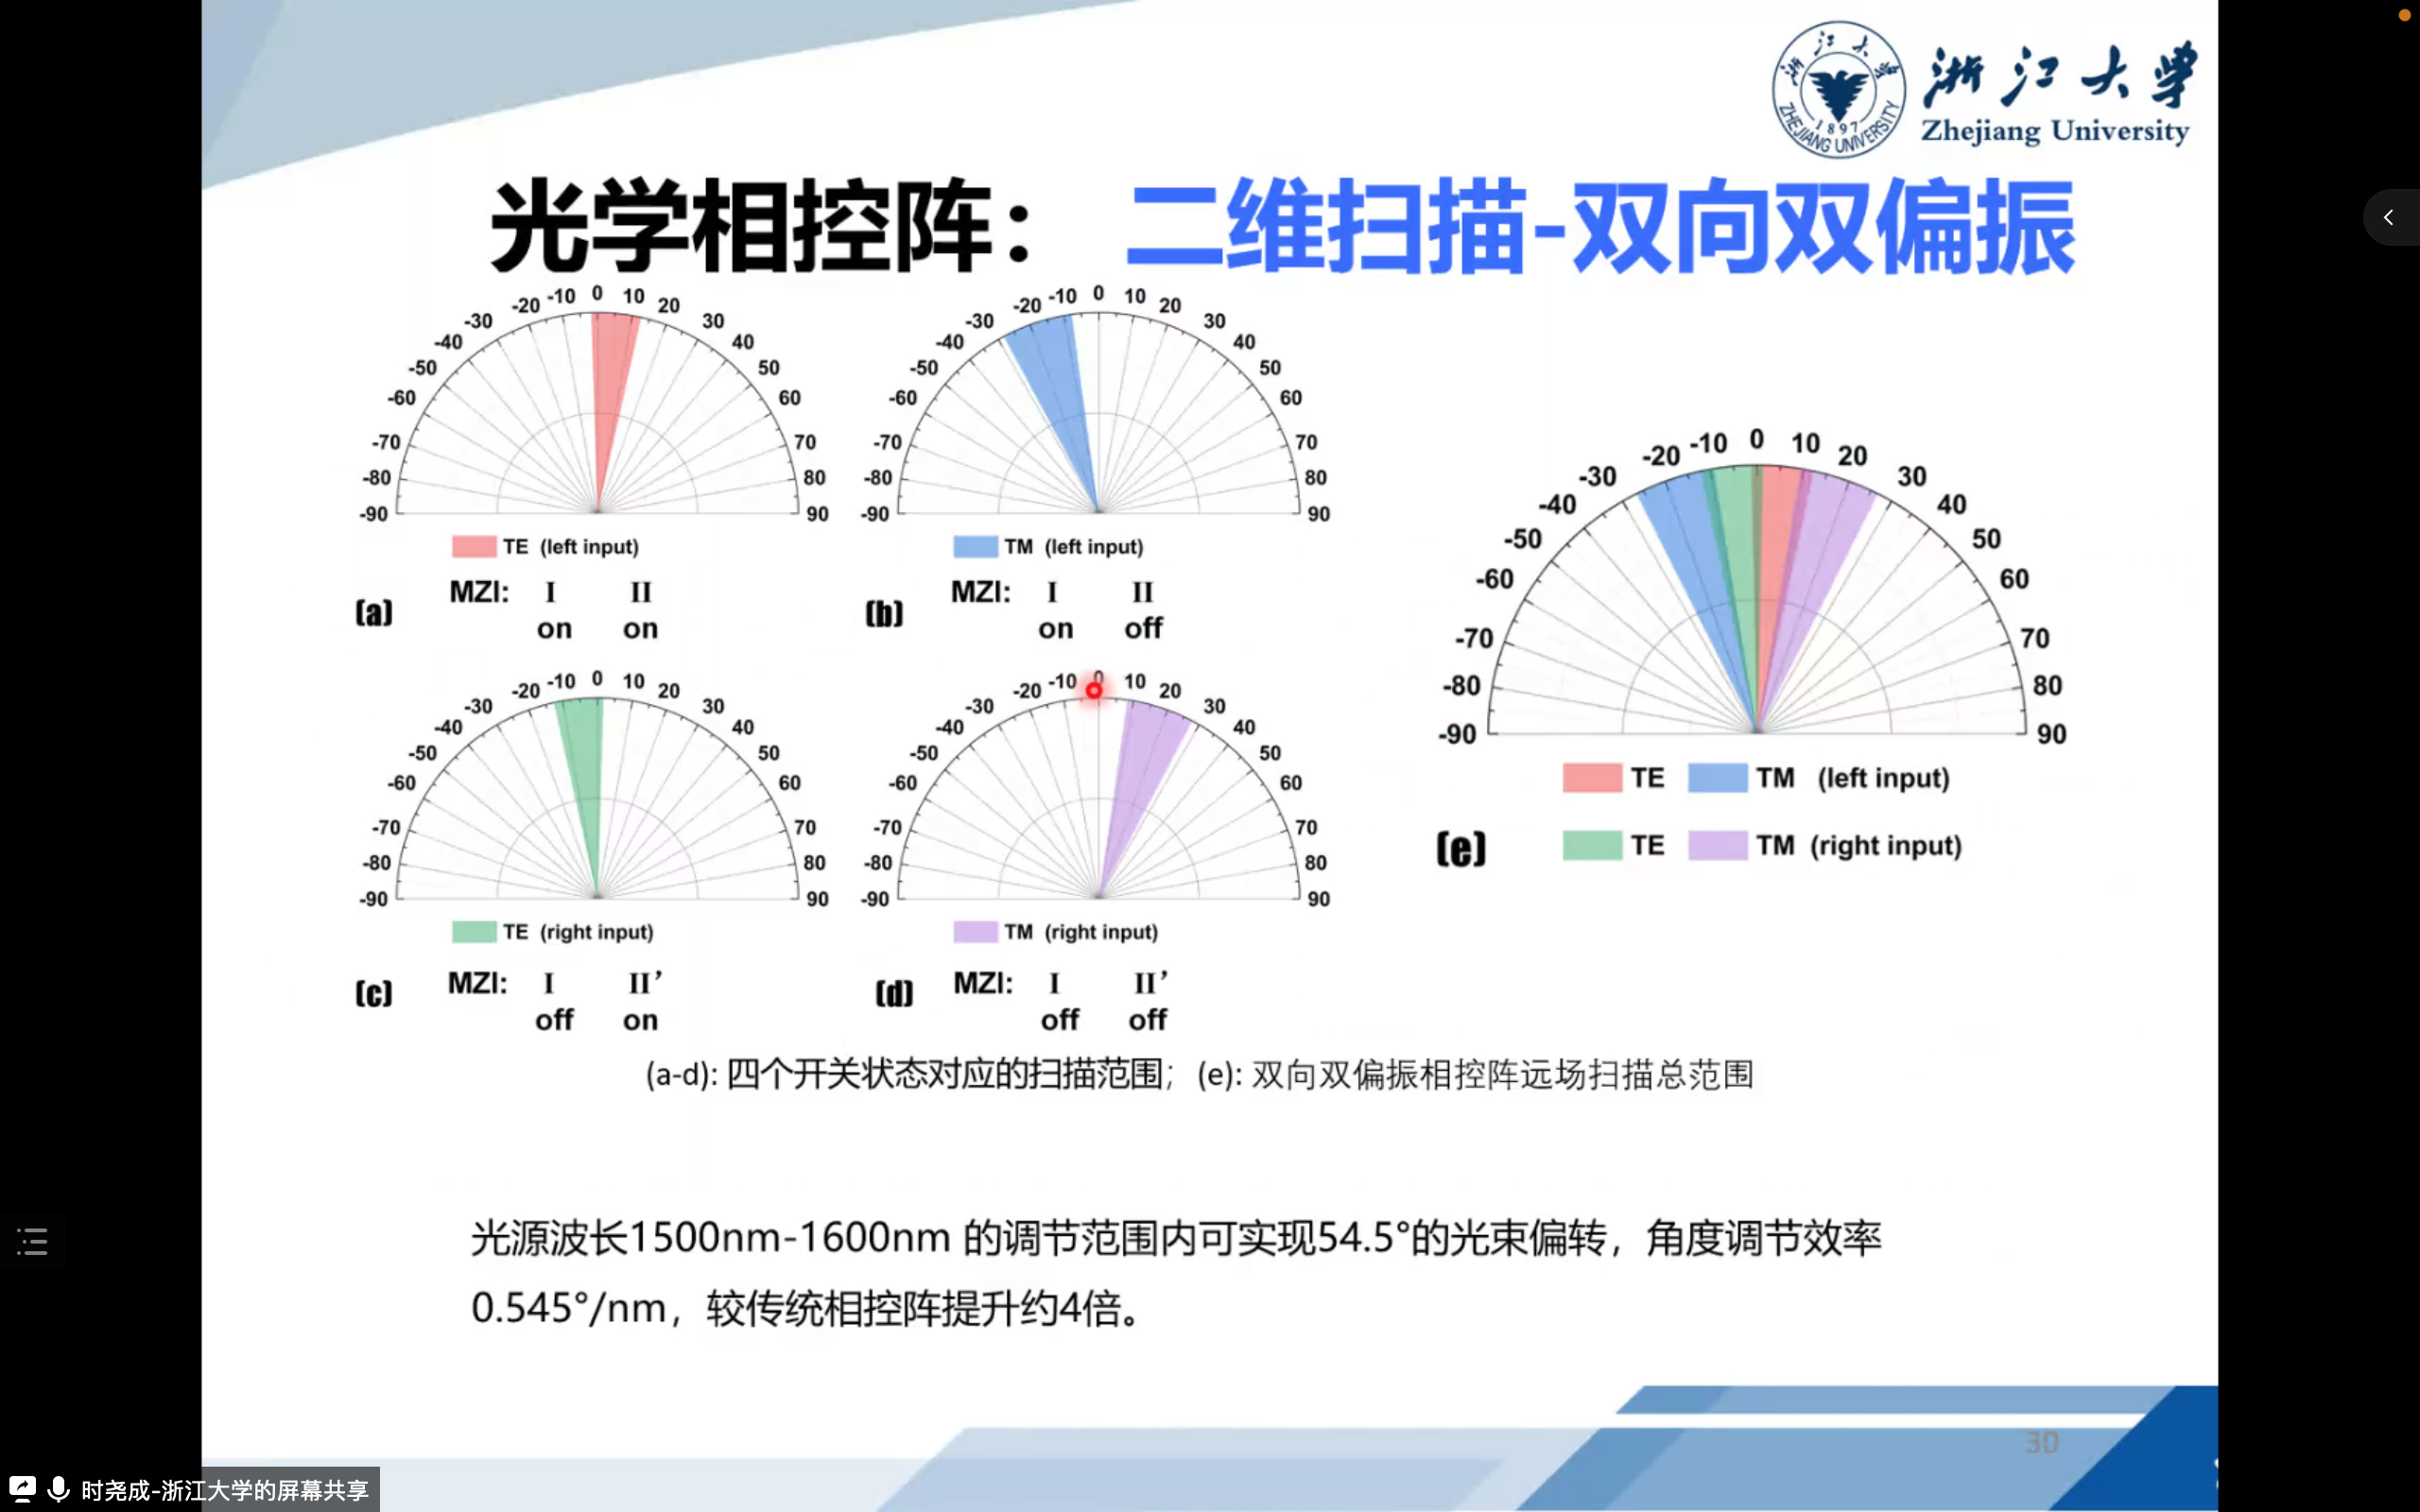 浙江大学
ZHEJIANG UNIVERSITY
1897
浙江大学
Zhejiang University
光学相控阵： 二维扫描-双向双偏振
-90 -80 -70 -60 -50 -40 -30 -20 -10 0 10 20 30 40 50 60 70 80 90
TE (left input)
(a)
MZI: I II
on on
-90 -80 -70 -60 -50 -40 -30 -20 -10 0 10 20 30 40 50 60 70 80 90
TM (left input)
(b)
MZI: I II
on off
-90 -80 -70 -60 -50 -40 -30 -20 -10 0 10 20 30 40 50 60 70 80 90
TE (right input)
(c)
MZI: I II’
off on
-90 -80 -70 -60 -50 -40 -30 -20 -10 0 10 20 30 40 50 60 70 80 90
TM (right input)
(d)
MZI: I II’
off off
-90 -80 -70 -60 -50 -40 -30 -20 -10 0 10 20 30 40 50 60 70 80 90
TE TM (left input)
TE TM (right input)
(e)
(a-d): 四个开关状态对应的扫描范围；(e): 双向双偏振相控阵远场扫描总范围
光源波长1500nm-1600nm 的调节范围内可实现54.5°的光束偏转，角度调节效率
0.545°/nm，较传统相控阵提升约4倍。
30
时尧成-浙江大学的屏幕共享